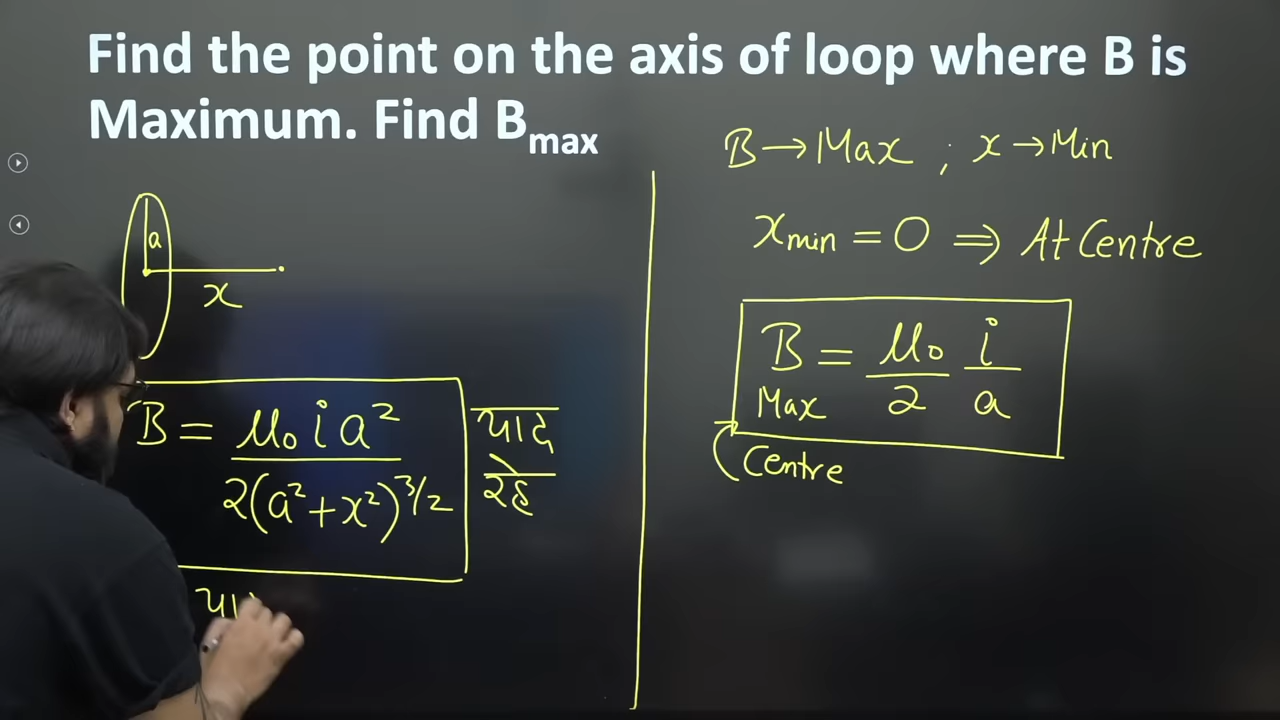 Find the point on the axis of loop where B is
Maximum. Find Bmax
a
x
B = μ₀ i a²
2(a²+x²)^3/2
याद
रहे
B → Max ; x → Min
xmin = 0 ⇒ At Centre
B = μ₀ i
Max 2 a
Centre